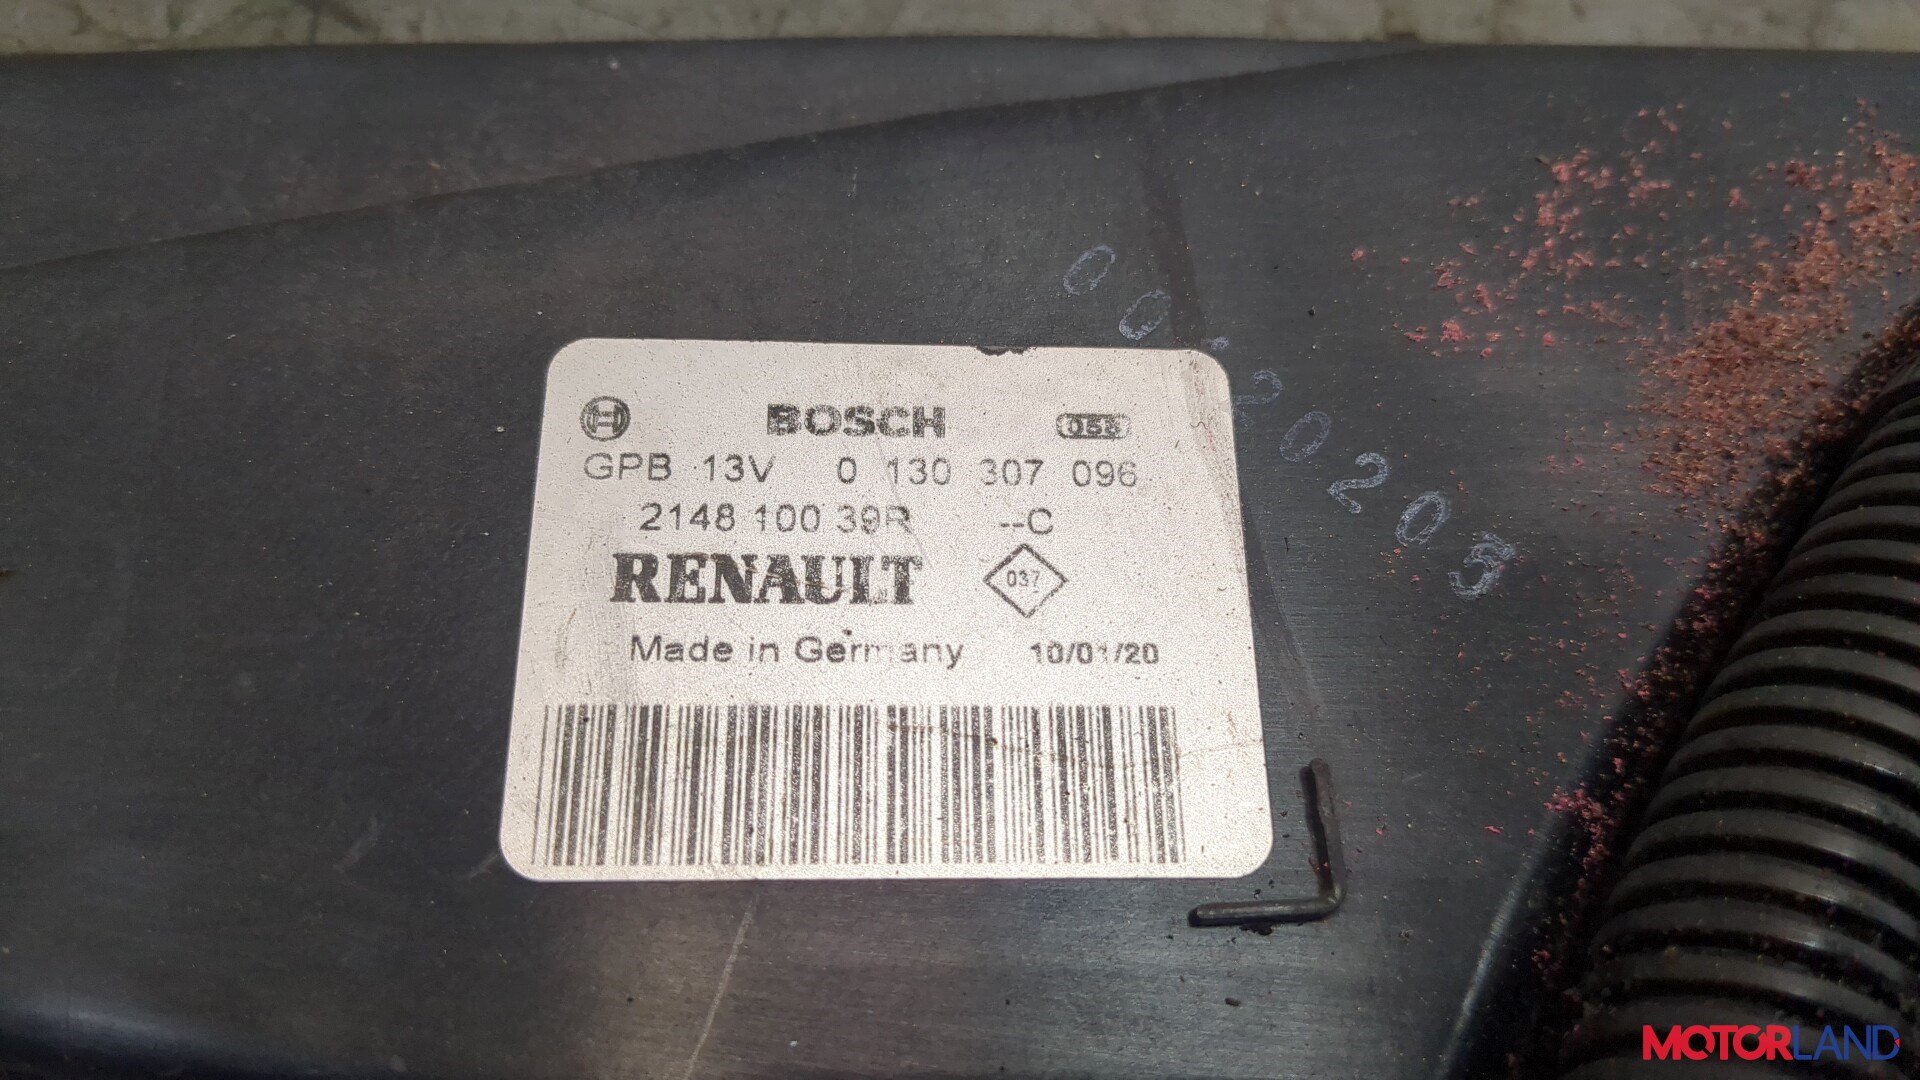 BOSCH
GPB 13V 0 130 307 096
2148 100 39R --C
RENAULT 037
Made in Germany 10/01/20
MOTORLAND